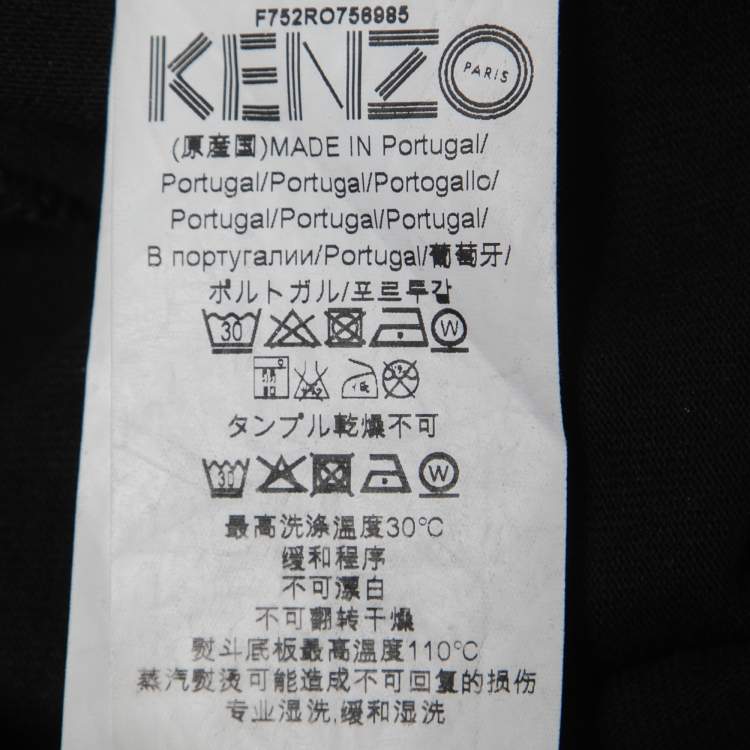 F752RO756985
KENZO PARIS
(原産国)MADE IN Portugal/
Portugal/Portugal/Portogallo/
Portugal/Portugal/Portugal/
В португалии/Portugal/葡萄牙/
ポルトガル/포르투갈
30 W
タンブル乾燥不可
30 W
最高洗涤温度30℃
缓和程序
不可漂白
不可翻转干燥
熨斗底板最高温度110℃
蒸汽熨烫可能造成不可回复的损伤
专业湿洗,缓和湿洗